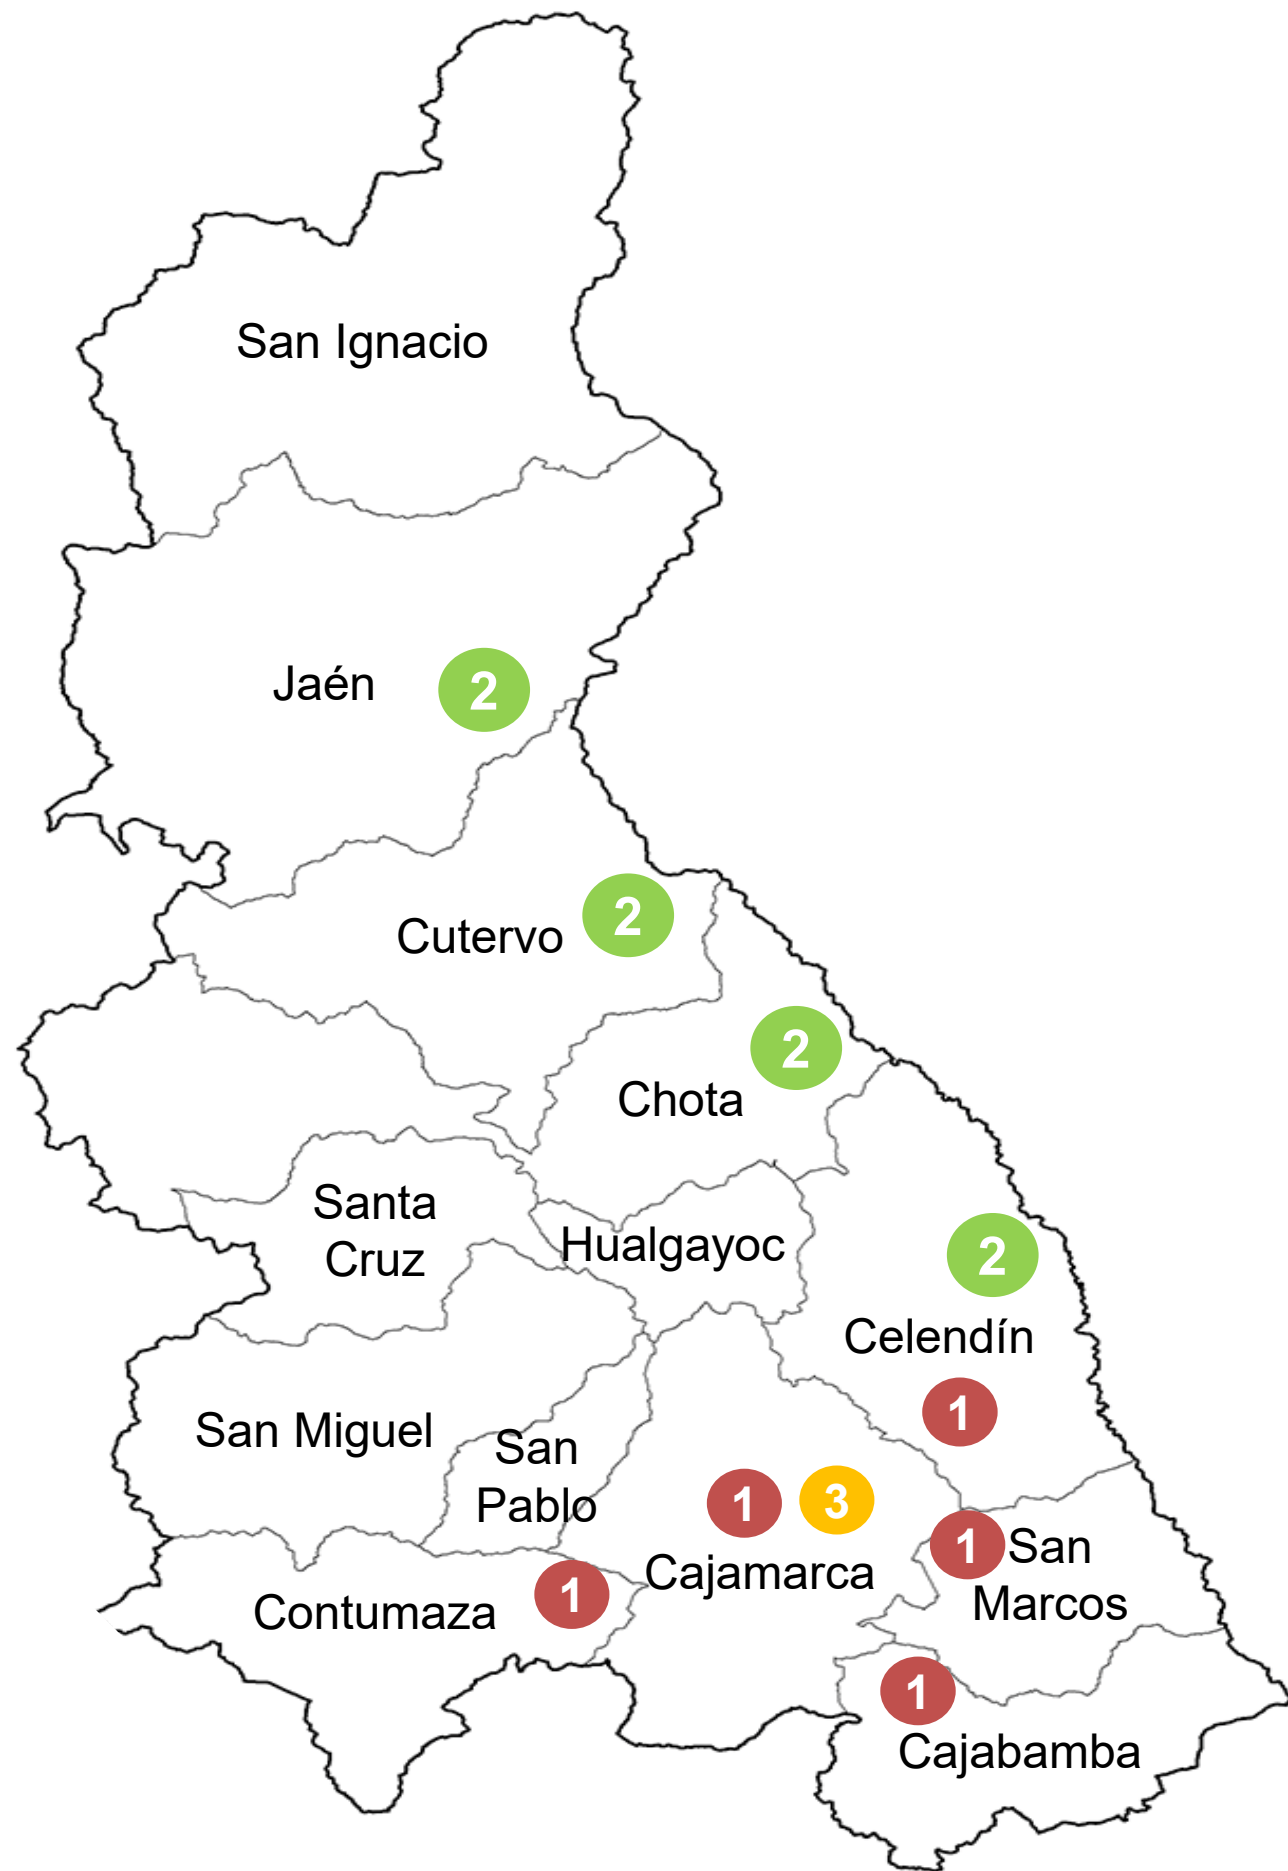 San Ignacio
Jaén
2
Cutervo
2
2
Chota
Santa
Cruz
Hualgayoc
2
Celendín
1
San Miguel
San
Pablo
1
3
Cajamarca
1
San
Marcos
Contumaza
1
1
Cajabamba